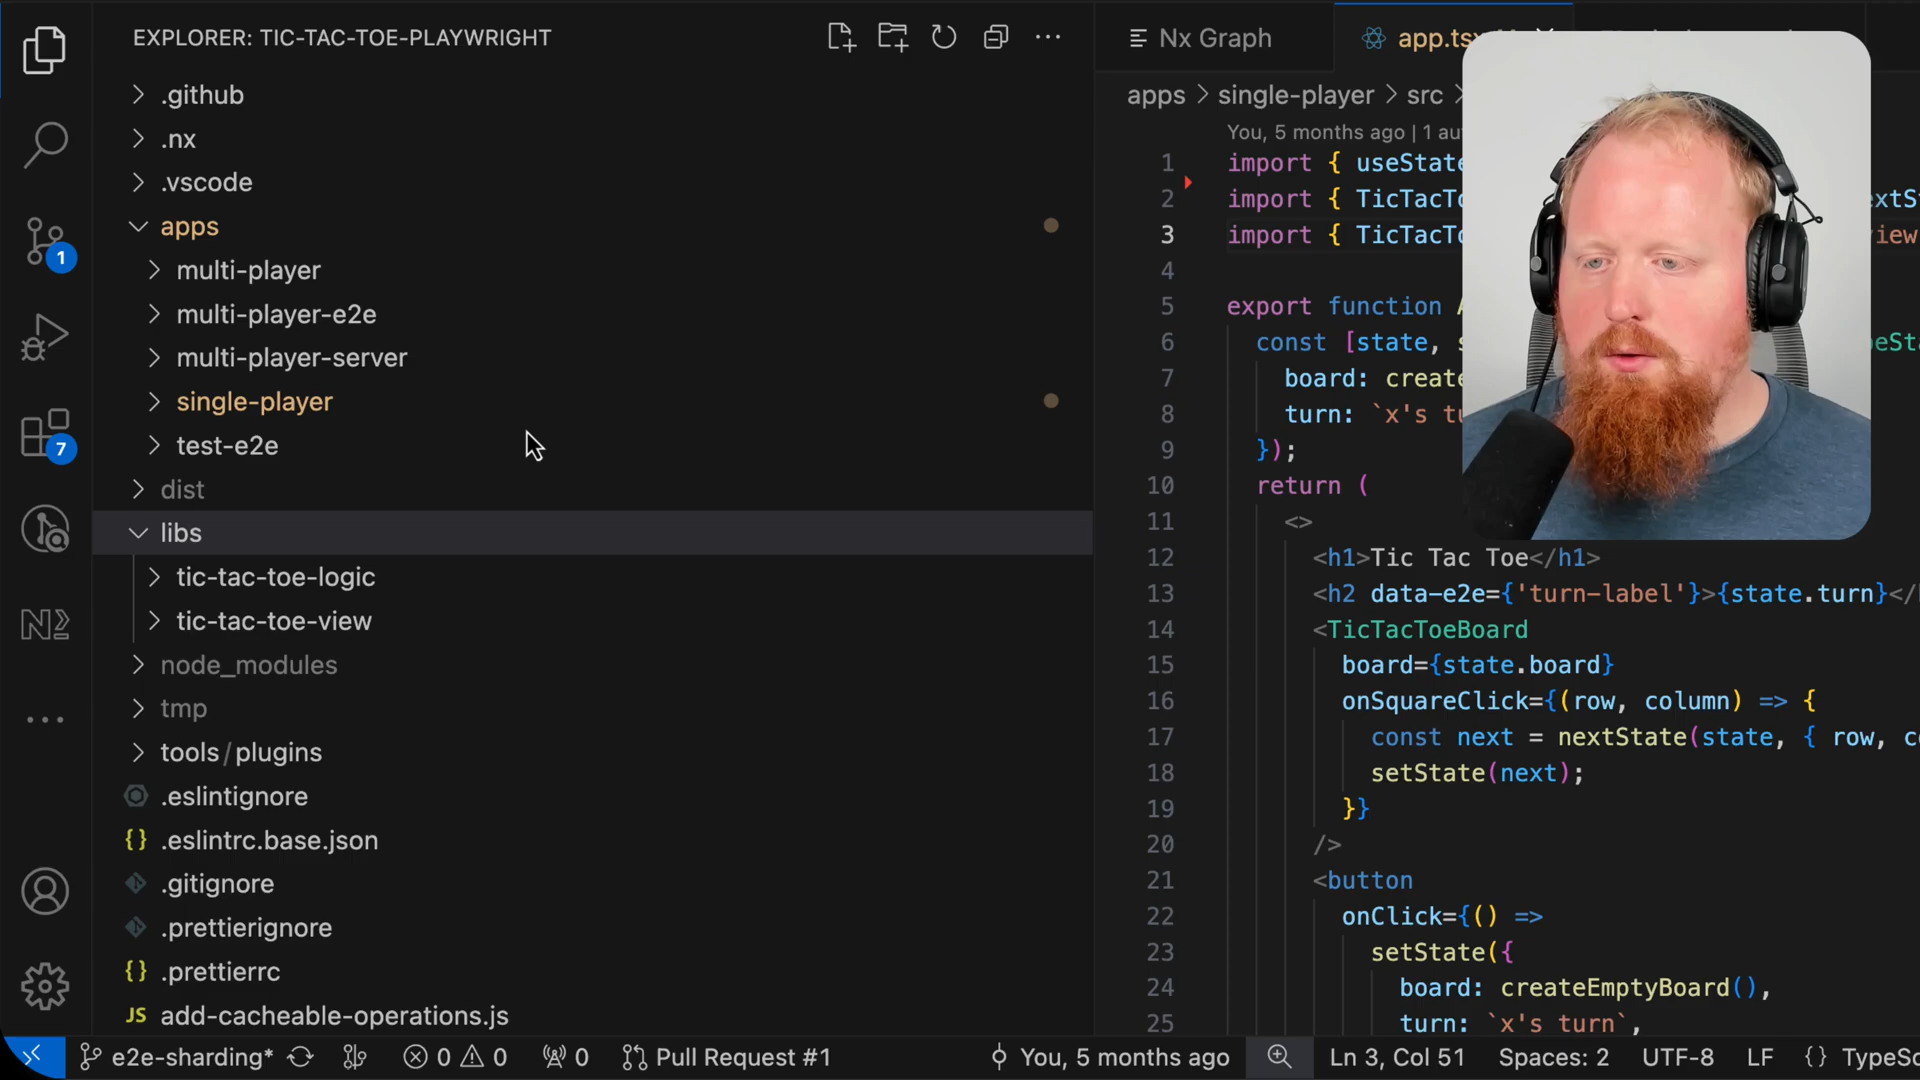 EXPLORER: TIC-TAC-TOE-PLAYWRIGHT
.github
.nx
.vscode
apps
multi-player
multi-player-e2e
multi-player-server
single-player
test-e2e
dist
libs
tic-tac-toe-logic
tic-tac-toe-view
node_modules
tmp
tools/plugins
.eslintignore
{} .eslintrc.base.json
.gitignore
.prettierignore
{} .prettierrc
JS add-cacheable-operations.js
1
7
Nx Graph
app.tsx
apps > single-player > src >
You, 5 months ago | 1 au
1 import { useState
2 import { TicTacTo xtS
3 import { TicTacTo view
4
5 export function
6 const [state, s peSt
7 board: create
8 turn: `x's tu
9 });
10 return (
11 <>
12 <h1>Tic Tac Toe</h1>
13 <h2 data-e2e={'turn-label'}>{state.turn}</
14 <TicTacToeBoard
15 board={state.board}
16 onSquareClick={(row, column) => {
17 const next = nextState(state, { row, c
18 setState(next);
19 }}
20 />
21 <button
22 onClick={() =>
23 setState({
24 board: createEmptyBoard(),
25 turn: `x's turn`,
e2e-sharding* 0 0 0 Pull Request #1 You, 5 months ago Ln 3, Col 51 Spaces: 2 UTF-8 LF {} TypeSc